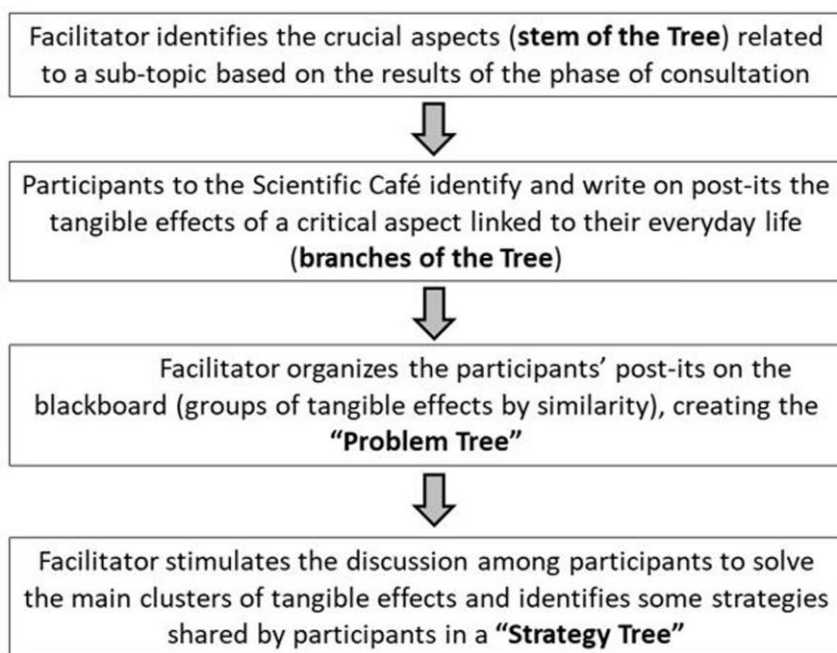 Facilitator identifies the crucial aspects (stem of the Tree) related
to a sub-topic based on the results of the phase of consultation
Participants to the Scientific Café identify and write on post-its the
tangible effects of a critical aspect linked to their everyday life
(branches of the Tree)
Facilitator organizes the participants’ post-its on the
blackboard (groups of tangible effects by similarity), creating the
“Problem Tree”
Facilitator stimulates the discussion among participants to solve
the main clusters of tangible effects and identifies some strategies
shared by participants in a “Strategy Tree”